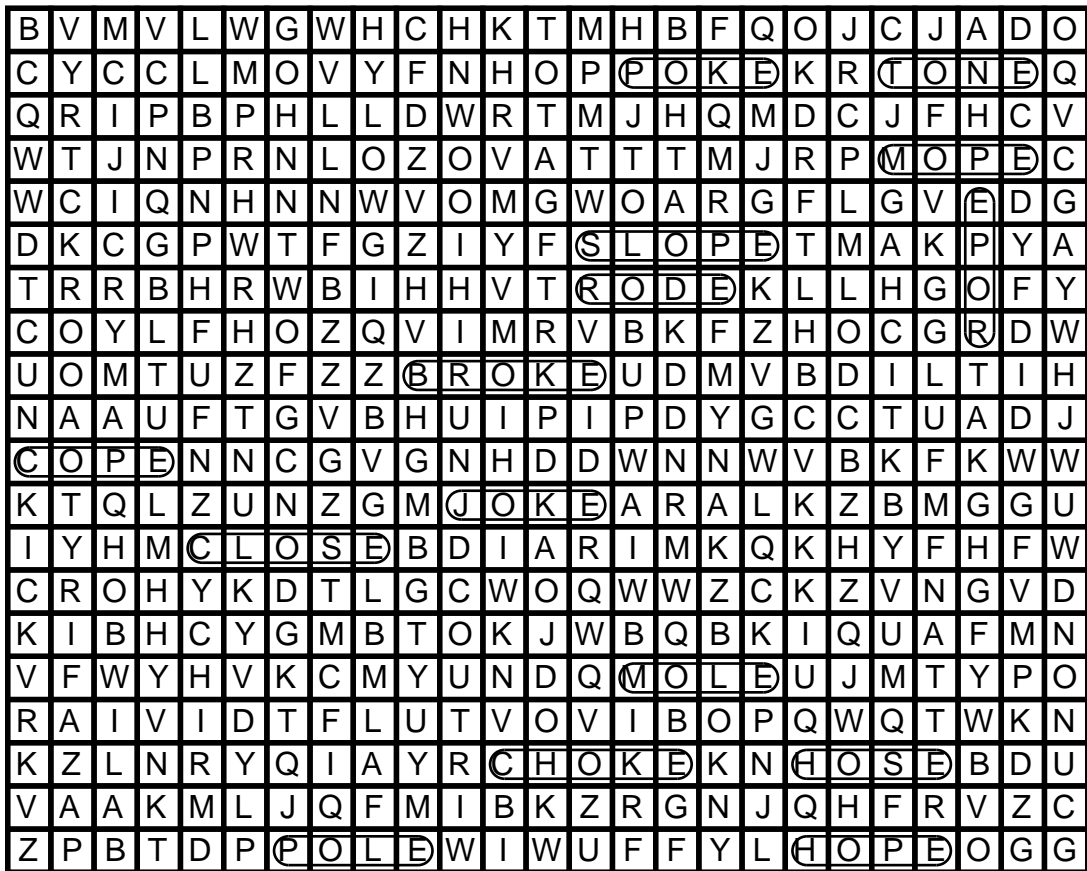 B V M V L W G W H C H K T M H B F Q O J C J A D O
C Y C C L M O V Y F N H O P P O K E K R T O N E Q
Q R I P B P H L L D W R T M J H Q M D C J F H C V
W T J N P R N L O Z O V A T T T M J R P M O P E C
W C I Q N H N N W V O M G W O A R G F L G V E D G
D K C G P W T F G Z I Y F S L O P E T M A K P Y A
T R R B H R W B I H H V T R O D E K L L H G O F Y
C O Y L F H O Z Q V I M R V B K F Z H O C G R D W
U O M T U Z F Z Z B R O K E U D M V B D I L T I H
N A A U F T G V B H U I P I P D Y G C C T U A D J
C O P E N N C G V G N H D D W N N W V B K F K W W
K T Q L Z U N Z G M J O K E A R A L K Z B M G G U
I Y H M C L O S E B D I A R I M K Q K H Y F H F W
C R O H Y K D T L G C W O Q W W Z C K Z V N G V D
K I B H C Y G M B T O K J W B Q B K I Q U A F M N
V F W Y H V K C M Y U N D Q M O L E U J M T Y P O
R A I V I D T F L U T V O V I B O P Q W Q T W K N
K Z L N R Y Q I A Y R C H O K E K N H O S E B D U
V A A K M L J Q F M I B K Z R G N J Q H F R V Z C
Z P B T D P P O L E W I W U F F Y L H O P E O G G